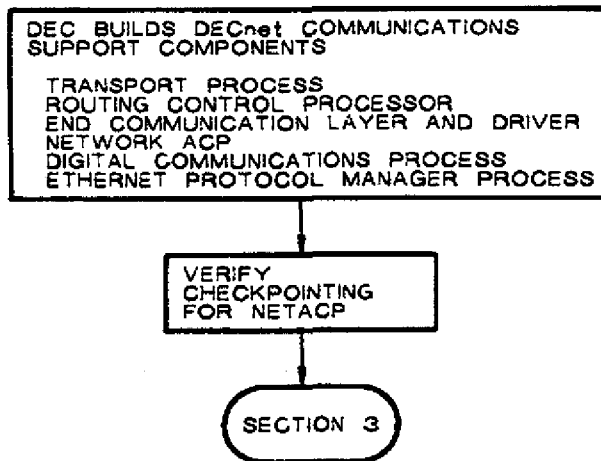 DEC BUILDS DECnet COMMUNICATIONS
SUPPORT COMPONENTS
TRANSPORT PROCESS
ROUTING CONTROL PROCESSOR
END COMMUNICATION LAYER AND DRIVER
NETWORK ACP
DIGITAL COMMUNICATIONS PROCESS
ETHERNET PROTOCOL MANAGER PROCESS
VERIFY
CHECKPOINTING
FOR NETACP
SECTION 3